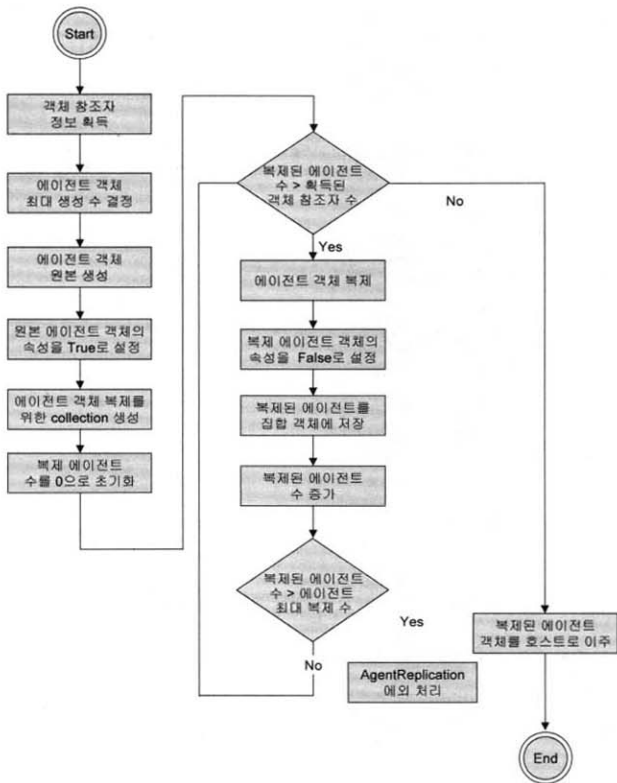 Start
객체 참조자
정보 획득
에이전트 객체
최대 생성 수 결정
에이전트 객체
원본 생성
원본 에이전트 객체의
속성을 True로 설정
에이전트 객체 복제를
위한 collection 생성
복제 에이전트
수를 0으로 초기화
복제된 에이전트
수 > 획득된
객체 참조자 수
No
Yes
에이전트 객체 복제
복제 에이전트 객체의
속성을 False로 설정
복제된 에이전트를
집합 객체에 저장
복제된 에이전트
수 증가
복제된 에이전트
수 > 에이전트
최대 복제 수
Yes
No
AgentReplication
에외 처리
복제된 에이전트
객체를 호스트로 이주
End